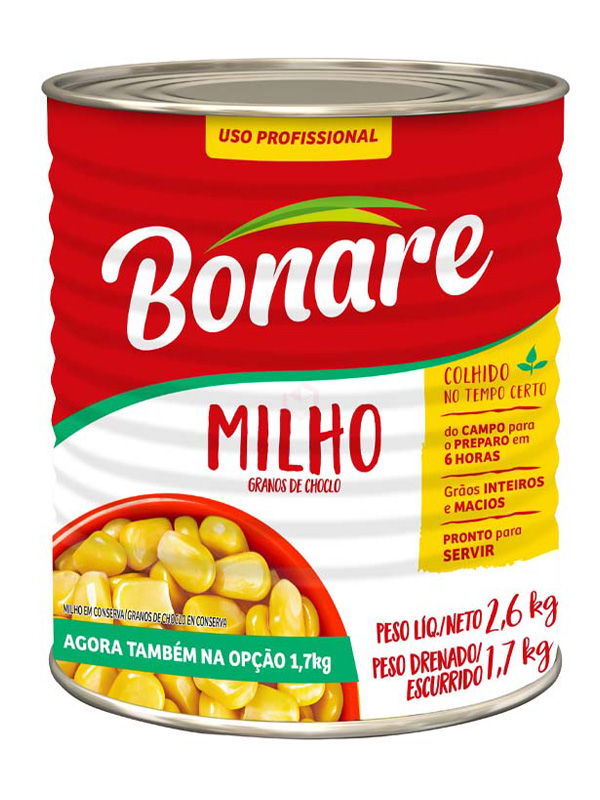 USO PROFISSIONAL
Bonare
MILHO
GRANOS DE CHOCLO
COLHIDO
NO TEMPO CERTO
do CAMPO para
o PREPARO em
6 HORAS
Grãos INTEIROS
e MACIOS
PRONTO para
SERVIR
MILHO EM CONSERVA/GRANOS DE CHOCLO EN CONSERVA
AGORA TAMBÉM NA OPÇÃO 1,7kg
PESO LÍQ./NETO 2,6 kg
PESO DRENADO/
ESCURRIDO 1,7 kg